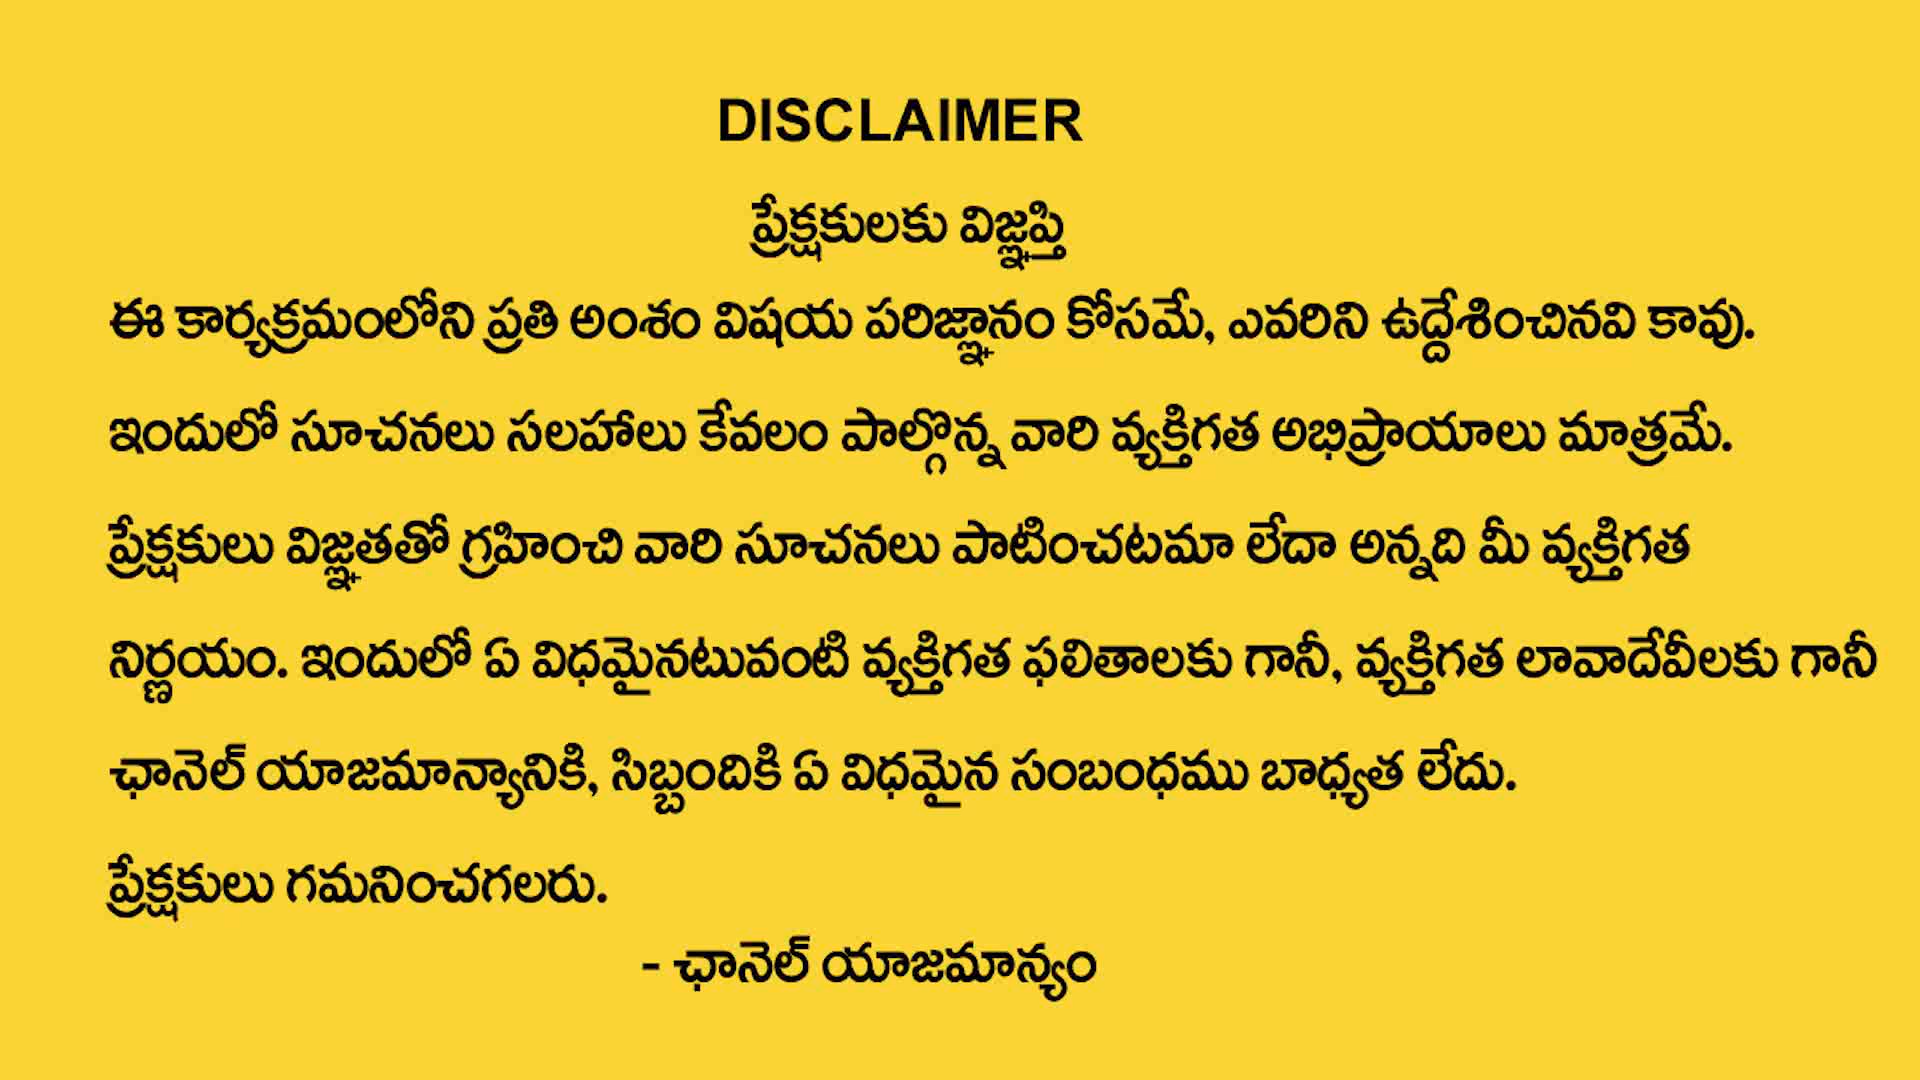 DISCLAIMER
ప్రేక్షకులకు విజ్ఞప్తి
ఈ కార్యక్రమంలోని ప్రతి అంశం విషయ పరిజ్ఞానం కోసమే, ఎవరిని ఉద్దేశించినవి కావు.
ఇందులో సూచనలు సలహాలు కేవలం పాల్గొన్న వారి వ్యక్తిగత అభిప్రాయాలు మాత్రమే.
ప్రేక్షకులు విజ్ఞతతో గ్రహించి వారి సూచనలు పాటించటమా లేదా అన్నది మీ వ్యక్తిగత
నిర్ణయం. ఇందులో ఏ విధమైనటువంటి వ్యక్తిగత ఫలితాలకు గానీ, వ్యక్తిగత లావాదేవీలకు గానీ
ఛానెల్ యాజమాన్యానికి, సిబ్బందికి ఏ విధమైన సంబంధము బాధ్యత లేదు.
ప్రేక్షకులు గమనించగలరు.
- ఛానెల్ యాజమాన్యం